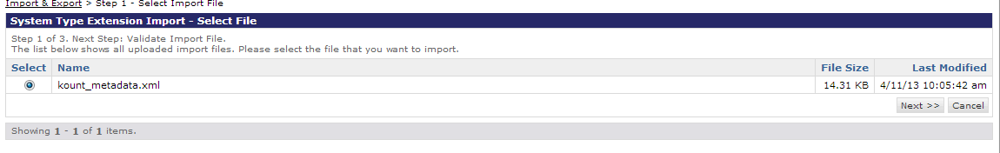 Import & Export > Step 1 - Select File
System Type Extension Import - Select File
Step 1 of 3. Next Step: Validate Import File.
The list below shows all uploaded import files. Please select the file that you want to import.
Select Name File Size Last Modified
kount_metadata.xml 14.31 KB 4/11/13 10:05:42 am
Next >> Cancel
Showing 1 - 1 of 1 items.